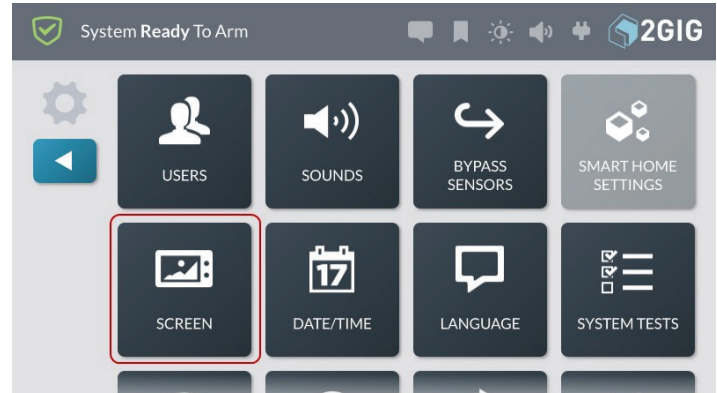 System Ready To Arm
2GIG
USERS
SOUNDS
BYPASS
SENSORS
SMART HOME
SETTINGS
SCREEN
17
DATE/TIME
LANGUAGE
SYSTEM TESTS